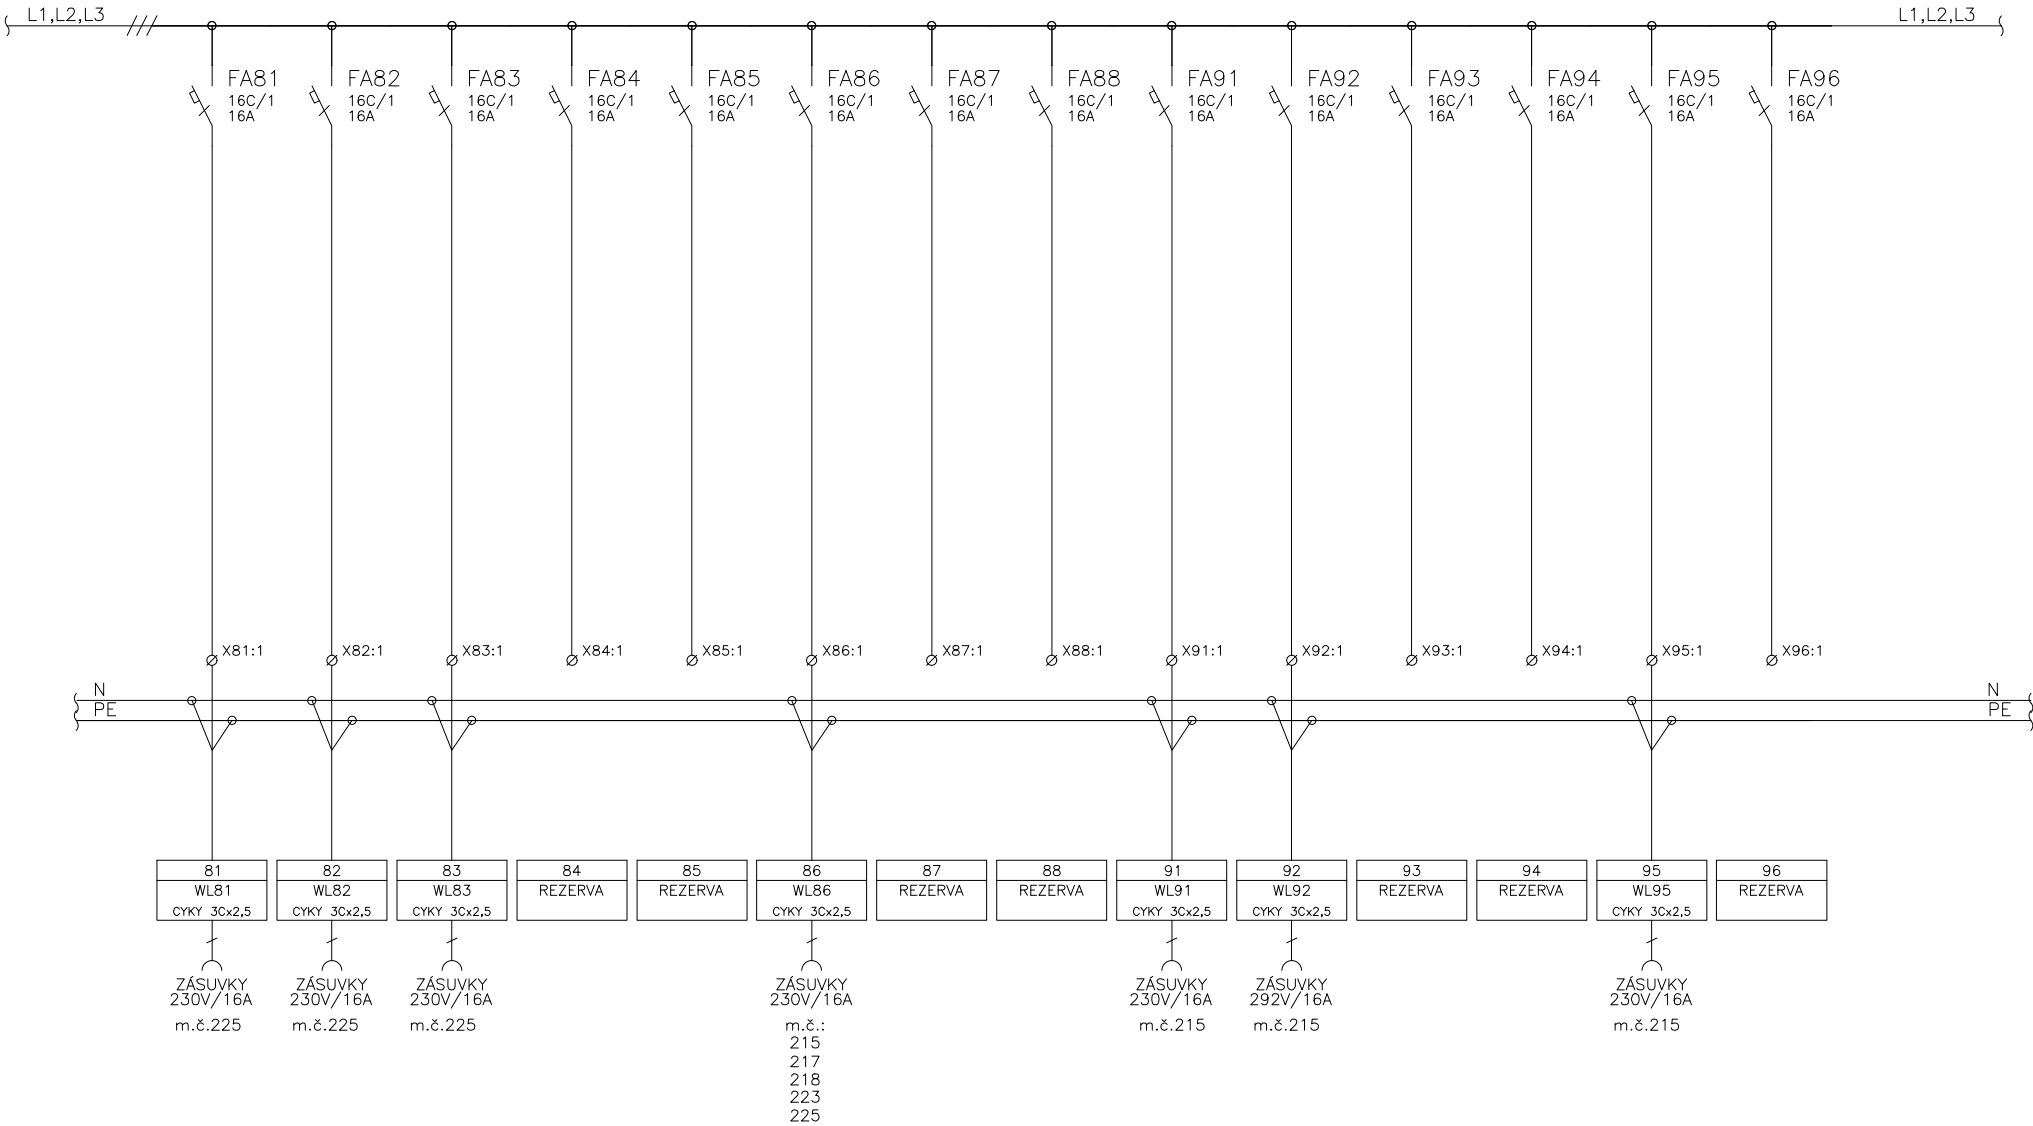 L1,L2,L3
L1,L2,L3
FA81
16C/1
16A
FA82
16C/1
16A
FA83
16C/1
16A
FA84
16C/1
16A
FA85
16C/1
16A
FA86
16C/1
16A
FA87
16C/1
16A
FA88
16C/1
16A
FA91
16C/1
16A
FA92
16C/1
16A
FA93
16C/1
16A
FA94
16C/1
16A
FA95
16C/1
16A
FA96
16C/1
16A
X81:1
X82:1
X83:1
X84:1
X85:1
X86:1
X87:1
X88:1
X91:1
X92:1
X93:1
X94:1
X95:1
X96:1
N
N
PE
PE
81
WL81
CYKY 3Cx2,5
ZÁSUVKY
230V/16A
m.č.225
82
WL82
CYKY 3Cx2,5
ZÁSUVKY
230V/16A
m.č.225
83
WL83
CYKY 3Cx2,5
ZÁSUVKY
230V/16A
m.č.225
84
REZERVA
85
REZERVA
86
WL86
CYKY 3Cx2,5
ZÁSUVKY
230V/16A
m.č.:
215
217
218
223
225
87
REZERVA
88
REZERVA
91
WL91
CYKY 3Cx2,5
ZÁSUVKY
230V/16A
m.č.215
92
WL92
CYKY 3Cx2,5
ZÁSUVKY
292V/16A
m.č.215
93
REZERVA
94
REZERVA
95
WL95
CYKY 3Cx2,5
ZÁSUVKY
230V/16A
m.č.215
96
REZERVA